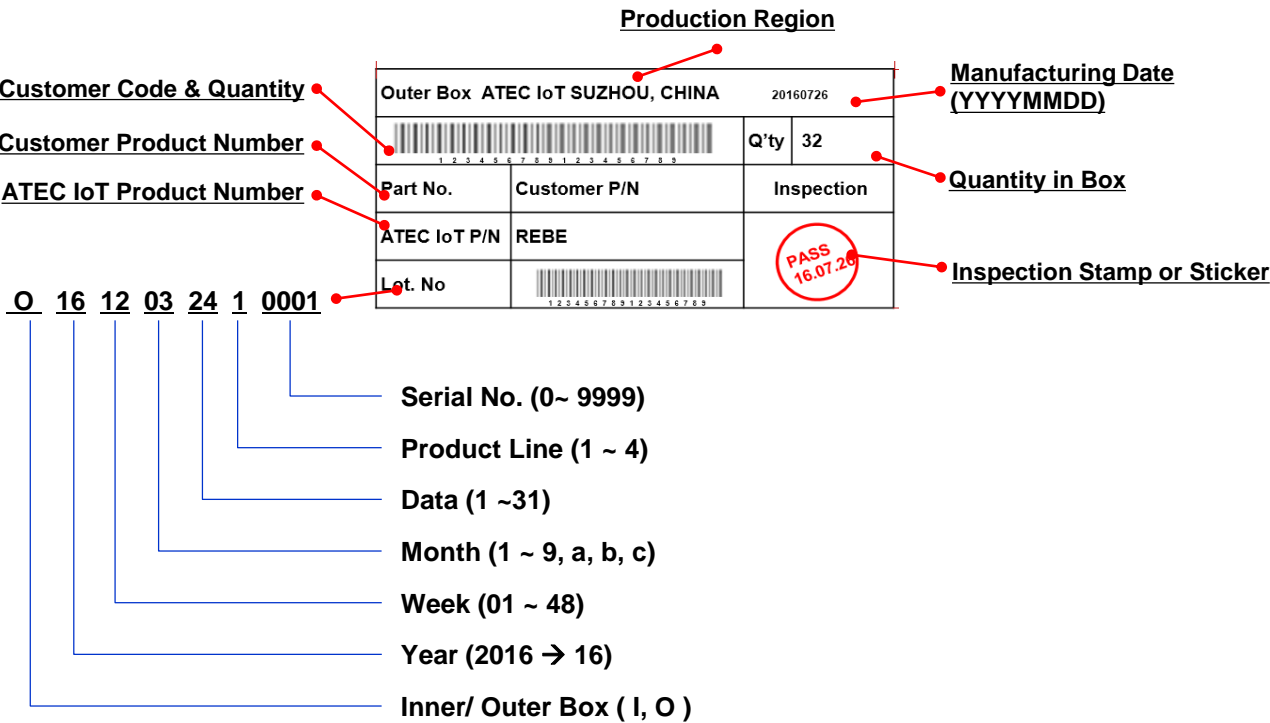 Production Region
Customer Code & Quantity
Manufacturing Date
(YYYYMMDD)
Outer Box ATEC IoT SUZHOU, CHINA 20160726
Q'ty 32
1 2 3 4 5 6 7 8 9 1 2 3 4 5 6 7 8 9
Customer Product Number
Part No. Customer P/N Inspection
Quantity in Box
ATEC IoT Product Number
ATEC IoT P/N REBE
PASS
16.07.26
Inspection Stamp or Sticker
Lot. No
1 2 3 4 5 6 7 8 9 1 2 3 4 5 6 7 8 9
O 16 12 03 24 1 0001
Serial No. (0~ 9999)
Product Line (1 ~ 4)
Data (1 ~31)
Month (1 ~ 9, a, b, c)
Week (01 ~ 48)
Year (2016 → 16)
Inner/ Outer Box ( I, O )